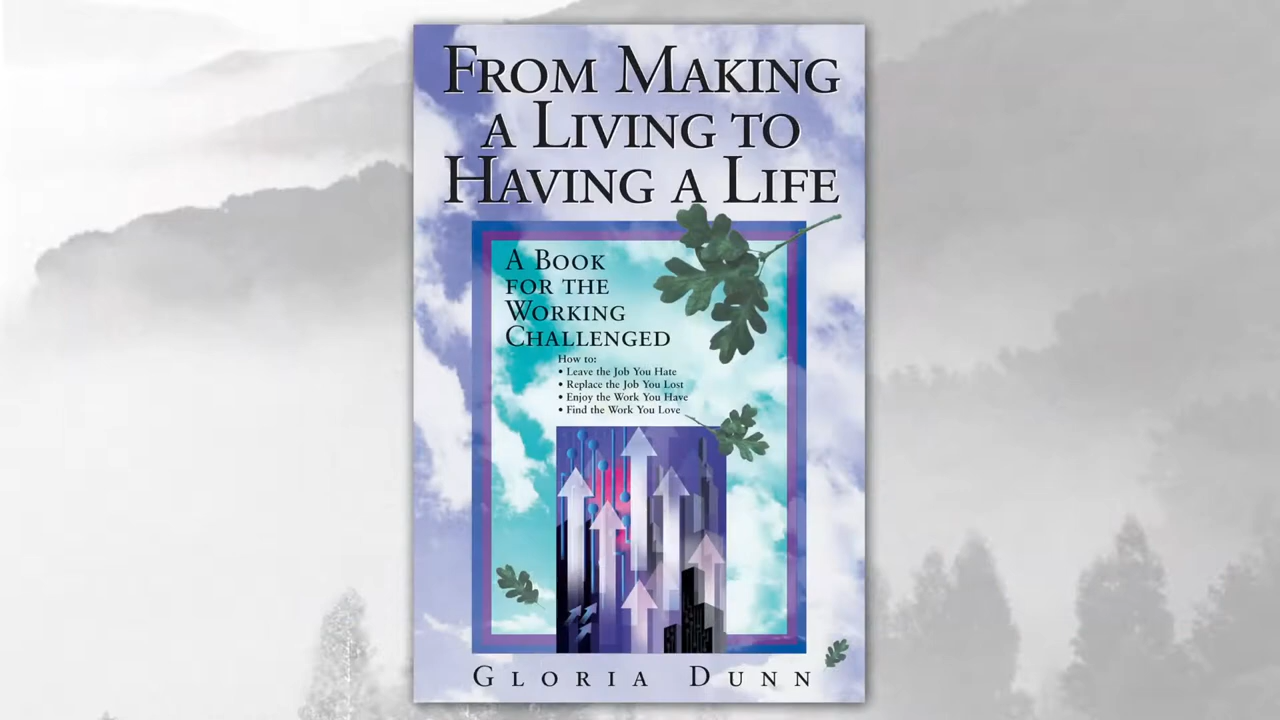 From Making
a Living to
Having a Life
A Book
for the
Working
Challenged
How to:
• Leave the Job You Hate
• Replace the Job You Lost
• Enjoy the Work You Have
• Find the Work You Love
Gloria Dunn